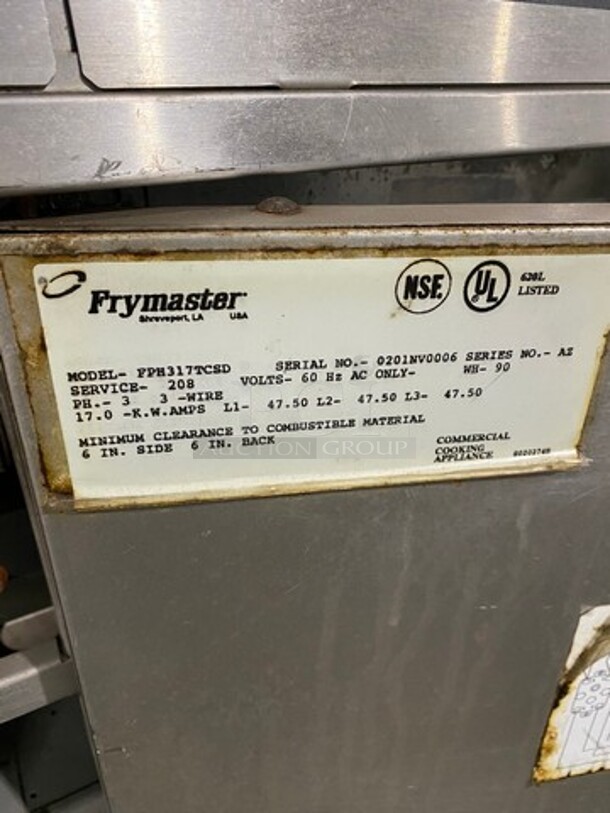 Frymaster
Shreveport, LA USA
NSF.
UL
620L
LISTED
MODEL- FPH317TCSD SERIAL NO.- 0201NV0006 SERIES NO.- AZ
SERVICE- 208 VOLTS- 60 Hz AC ONLY- WH- 90
PH.- 3 3 -WIRE
17.0 -K.W.AMPS L1- 47.50 L2- 47.50 L3- 47.50
MINIMUM CLEARANCE TO COMBUSTIBLE MATERIAL
6 IN. SIDE 6 IN. BACK
COMMERCIAL
COOKING
APPLIANCE
AUCTION GROUP